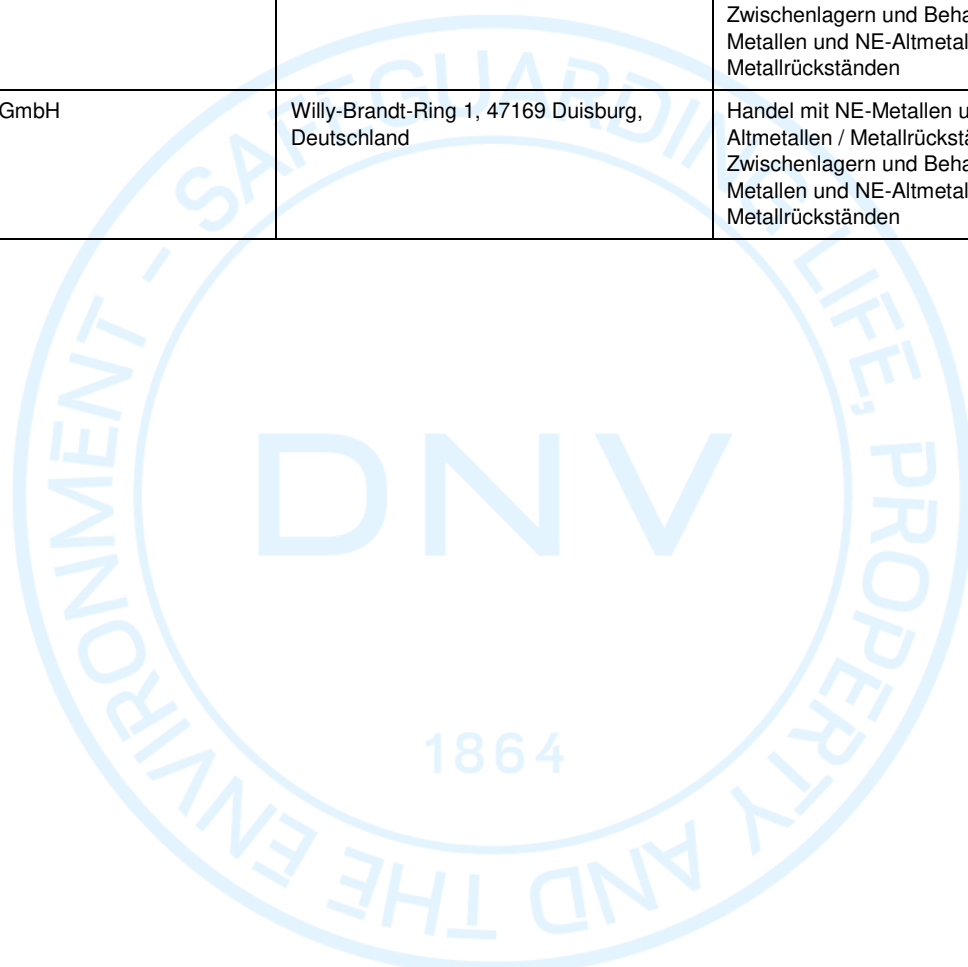 Zwischenlagern und Beha
Metallen und NE-Altmetal
Metallrückständen
GmbH
Willy-Brandt-Ring 1, 47169 Duisburg,
Deutschland
Handel mit NE-Metallen u
Altmetallen / Metallrückstä
Zwischenlagern und Beha
Metallen und NE-Altmetal
Metallrückständen
SAFEGUARDING LIFE, PROPERTY AND THE ENVIRONMENT -
DNV
1864